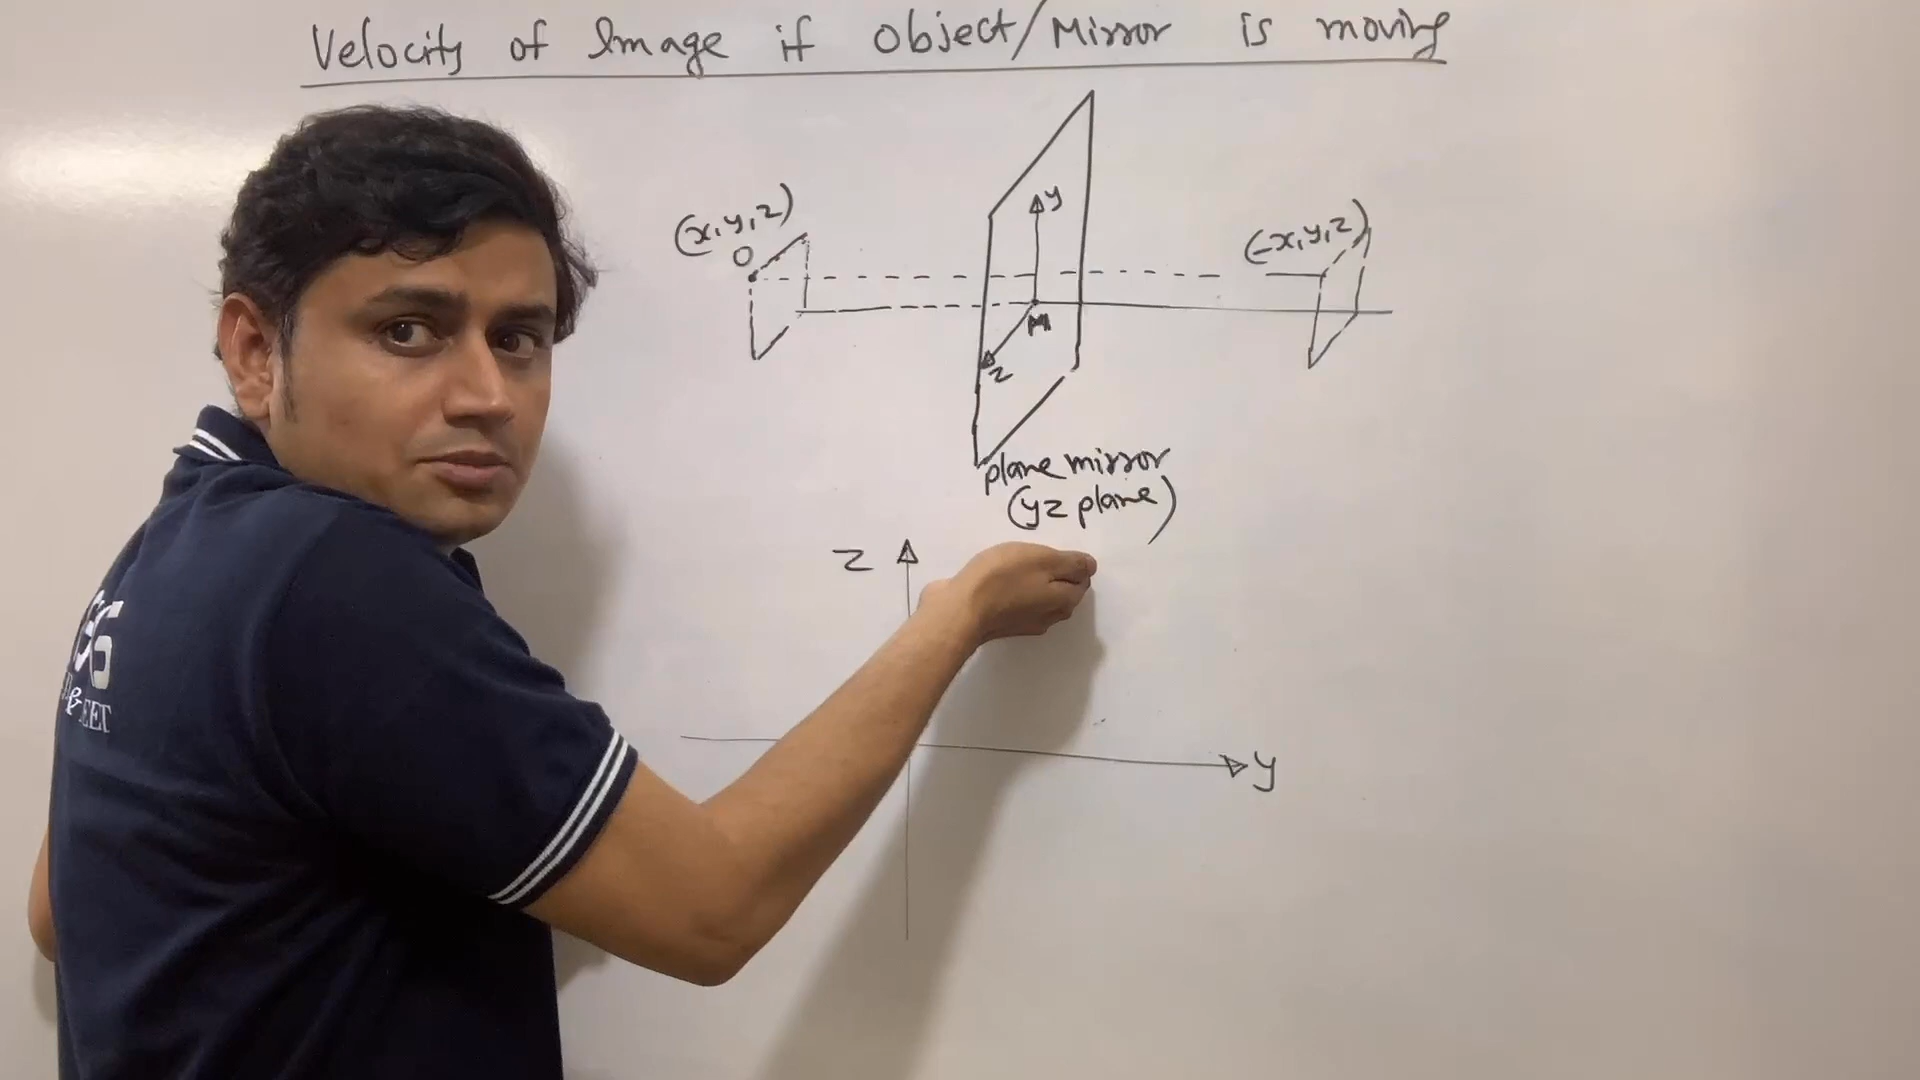 Velocity of Image if object/Mirror is moving
(x,y,z)
O
y
M
z
(-x,y,z)
plane mirror
(yz plane)
z
y